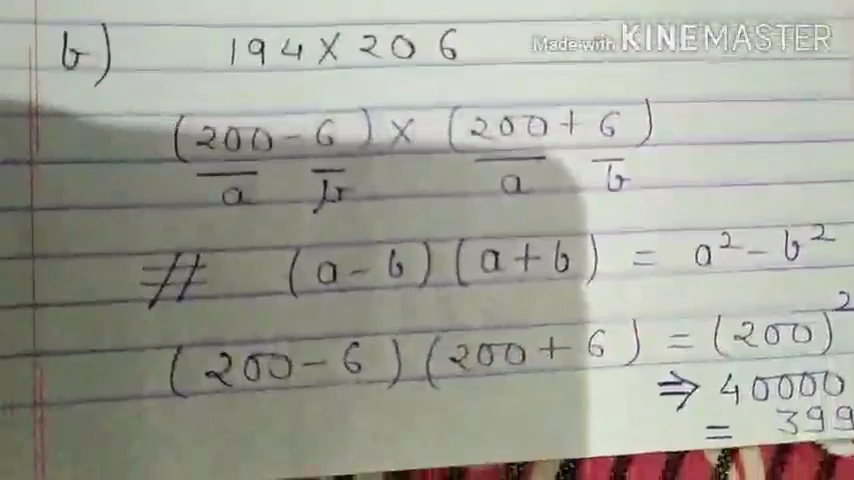 b) 194 × 206
Made with KINEMASTER
(200 - 6) × (200 + 6)
a b a b
# (a - b) (a + b) = a² - b²
(200 - 6) (200 + 6) = (200)²
⇒ 40000
= 399